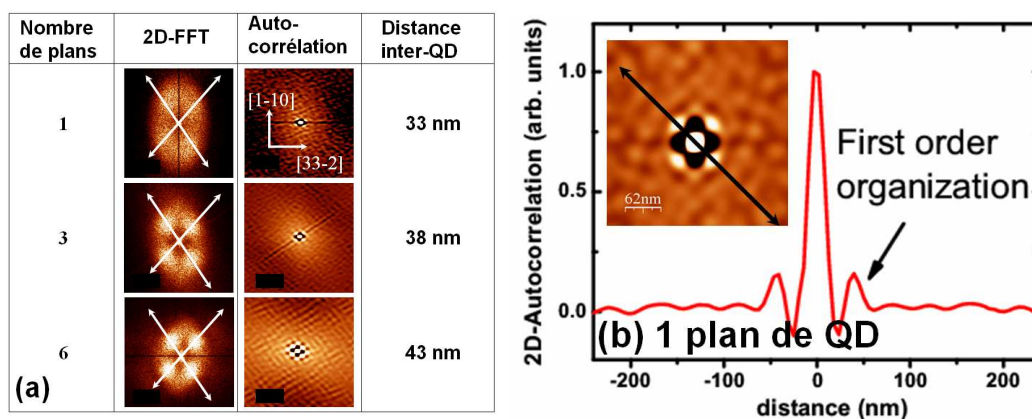 Nombre de plans
2D-FFT
Auto-corrélation
Distance inter-QD
1
[1-10]
[33-2]
33 nm
3
38 nm
6
43 nm
(a)
2D-Autocorrelation (arb. units)
1.0
0.5
0.0
62nm
First order
organization
(b) 1 plan de QD
-200
-100
0
100
200
distance (nm)